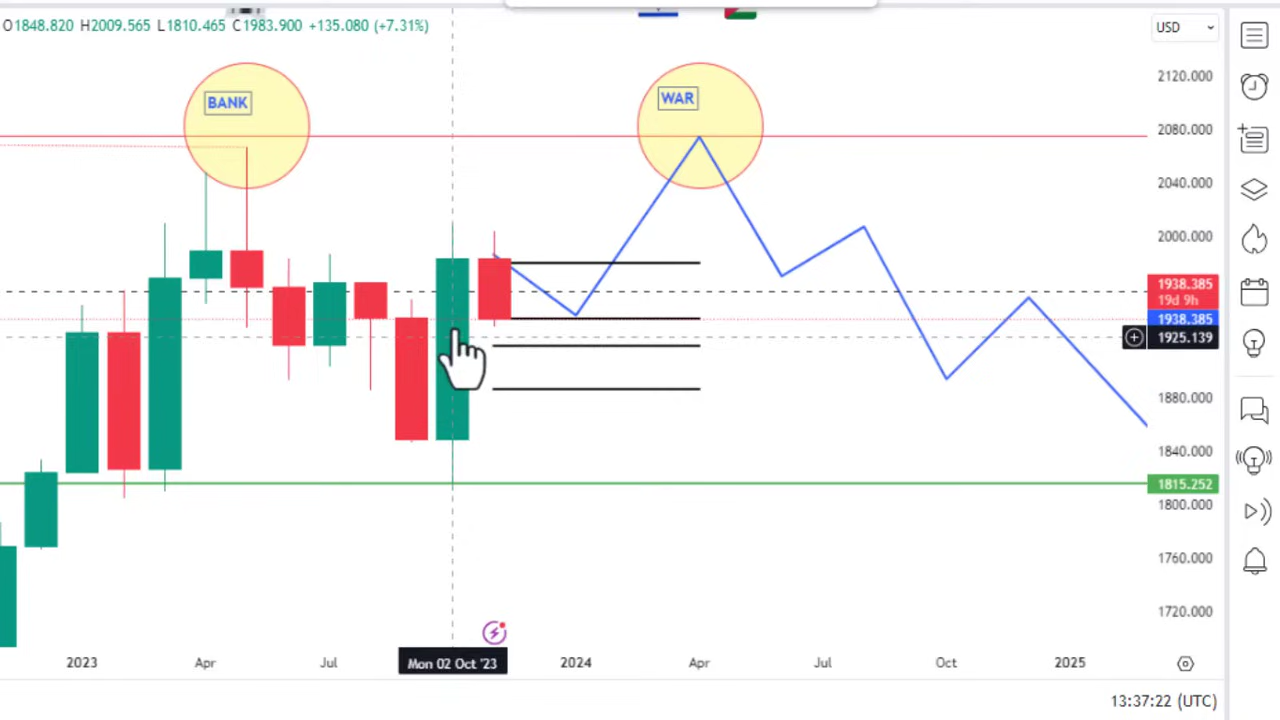 O1848.820 H2009.565 L1810.465 C1983.900 +135.080 (+7.31%)
USD
BANK
WAR
2120.000
2080.000
2040.000
2000.000
1938.385
19d 9h
1938.385
1925.139
1880.000
1840.000
1815.252
1800.000
1760.000
1720.000
2023
Apr
Jul
Mon 02 Oct '23
2024
Apr
Jul
Oct
2025
13:37:22 (UTC)